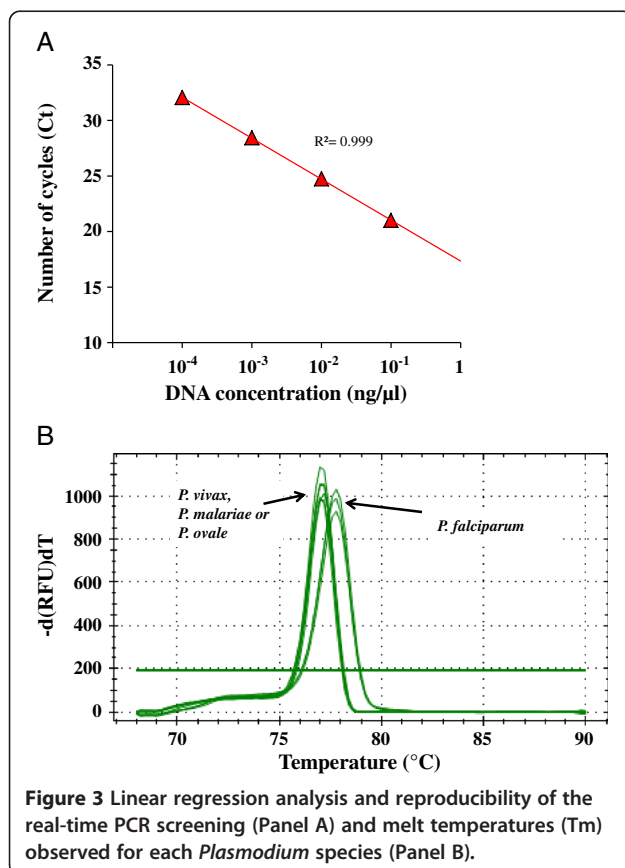 A
35
30
25
20
15
10
Number of cycles (Ct)
R²= 0.999
10⁻⁴ 10⁻³ 10⁻² 10⁻¹ 1
DNA concentration (ng/µl)
B
1000
800
600
400
200
0
-d(RFU)dT
P. vivax,
P. malariae or
P. ovale
P. falciparum
70 75 80 85 90
Temperature (°C)
Figure 3 Linear regression analysis and reproducibility of the
real-time PCR screening (Panel A) and melt temperatures (Tm)
observed for each Plasmodium species (Panel B).